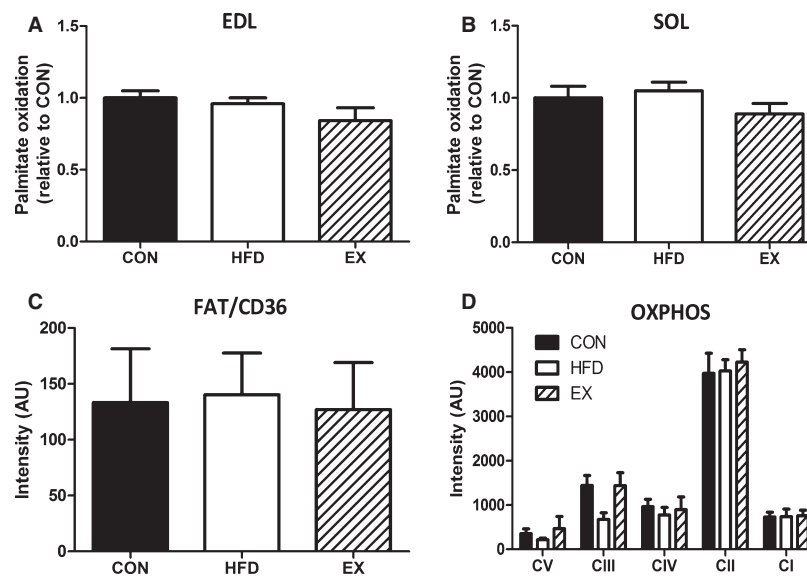 A
EDL
Palmitate oxidation
(relative to CON)
1.5
1.0
0.5
0.0
CON HFD EX
B
SOL
Palmitate oxidation
(relative to CON)
1.5
1.0
0.5
0.0
CON HFD EX
C
FAT/CD36
Intensity (AU)
200
150
100
50
0
CON HFD EX
D
OXPHOS
Intensity (AU)
5000
4000
3000
2000
1000
0
CON
HFD
EX
CV CIII CIV CII CI